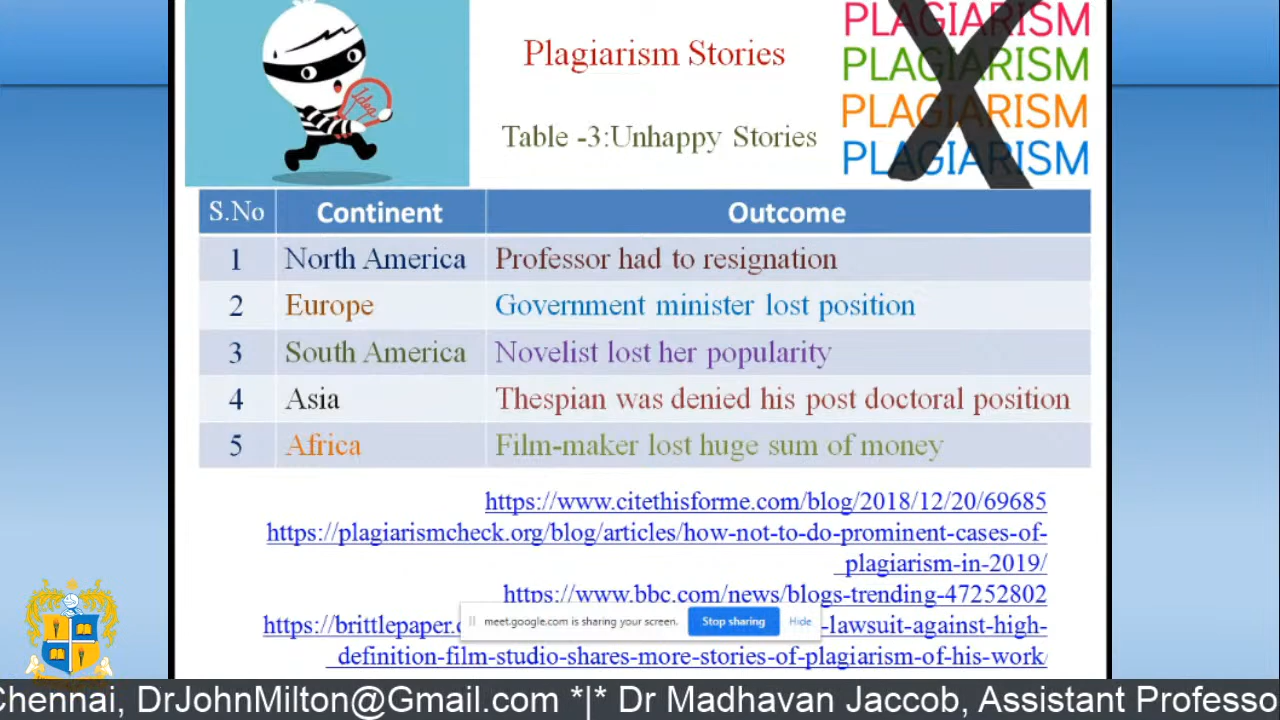 Idea
Plagiarism Stories
Table -3:Unhappy Stories
PLAGIARISM
PLAGIARISM
PLAGIARISM
PLAGIARISM
S.No Continent Outcome
1 North America Professor had to resignation
2 Europe Government minister lost position
3 South America Novelist lost her popularity
4 Asia Thespian was denied his post doctoral position
5 Africa Film-maker lost huge sum of money
https://www.citethisforme.com/blog/2018/12/20/69685
https://plagiarismcheck.org/blog/articles/how-not-to-do-prominent-cases-of-
plagiarism-in-2019/
https://www.bbc.com/news/blogs-trending-47252802
https://brittlepaper. -lawsuit-against-high-
meet.google.com is sharing your screen. Stop sharing Hide
definition-film-studio-shares-more-stories-of-plagiarism-of-his-work/
Chennai, DrJohnMilton@Gmail.com *|* Dr Madhavan Jaccob, Assistant Professo